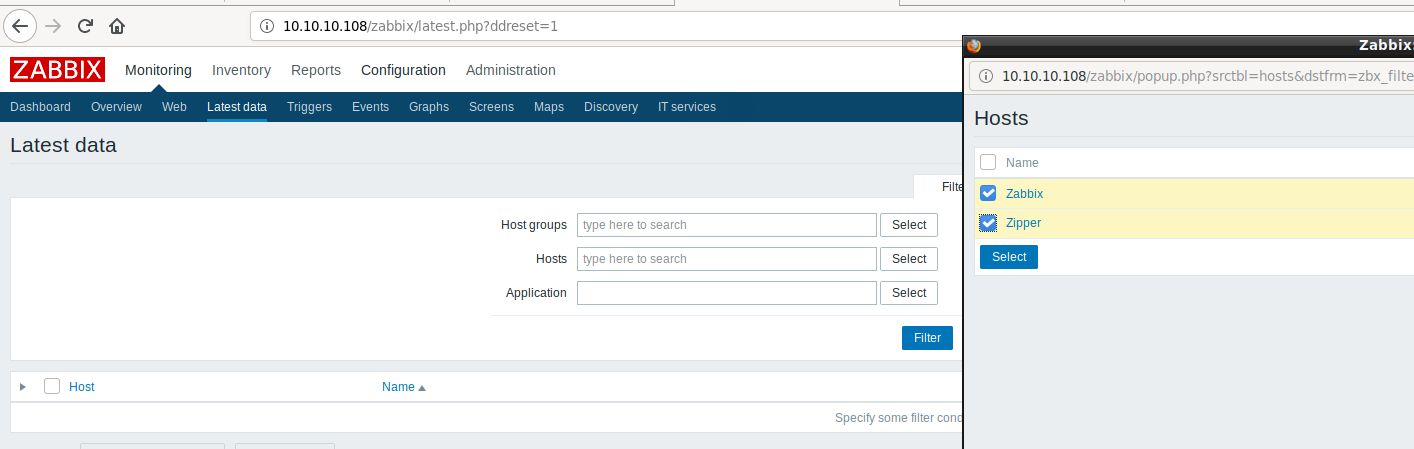 10.10.10.108/zabbix/latest.php?ddreset=1
ZABBIX Monitoring Inventory Reports Configuration Administration
Dashboard Overview Web Latest data Triggers Events Graphs Screens Maps Discovery IT services
Latest data
Filte
Host groups type here to search Select
Hosts type here to search Select
Application Select
Filter
Host Name
Specify some filter cond
Zabbix
10.10.10.108/zabbix/popup.php?srctbl=hosts&dstfrm=zbx_filte
Hosts
Name
Zabbix
Zipper
Select